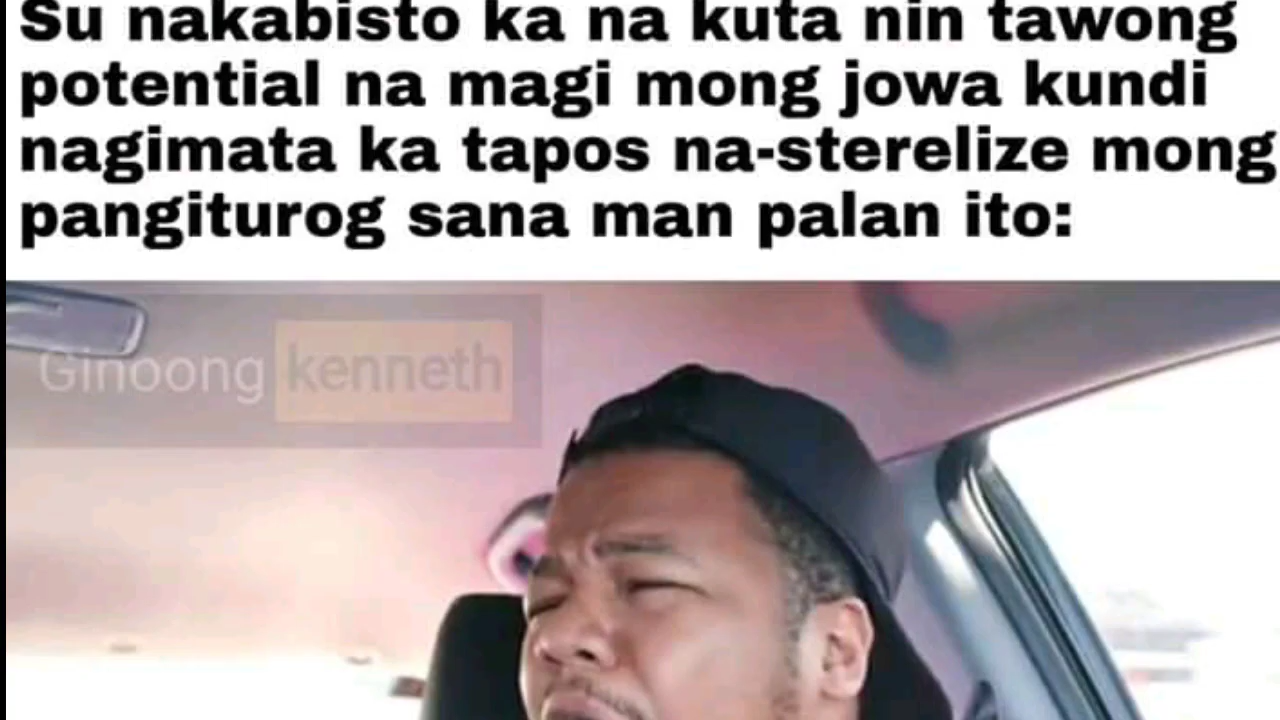 Su nakabisto ka na kuta nin tawong
potential na magi mong jowa kundi
nagimata ka tapos na-sterelize mong
pangiturog sana man palan ito:
Ginoong kenneth